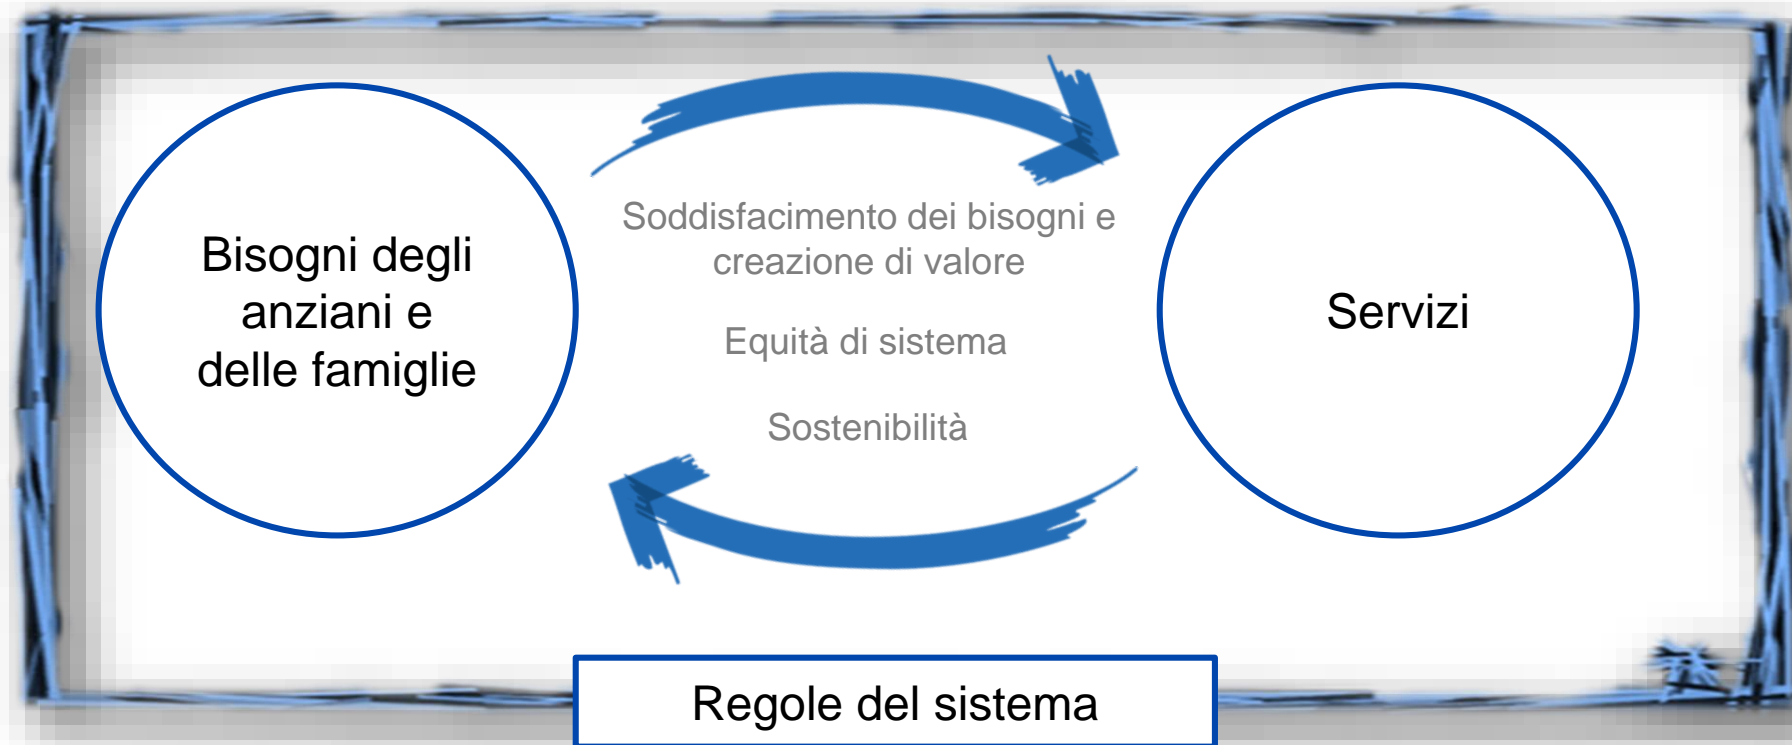 Bisogni degli
anziani e
delle famiglie
Soddisfacimento dei bisogni e
creazione di valore
Equità di sistema
Sostenibilità
Servizi
Regole del sistema